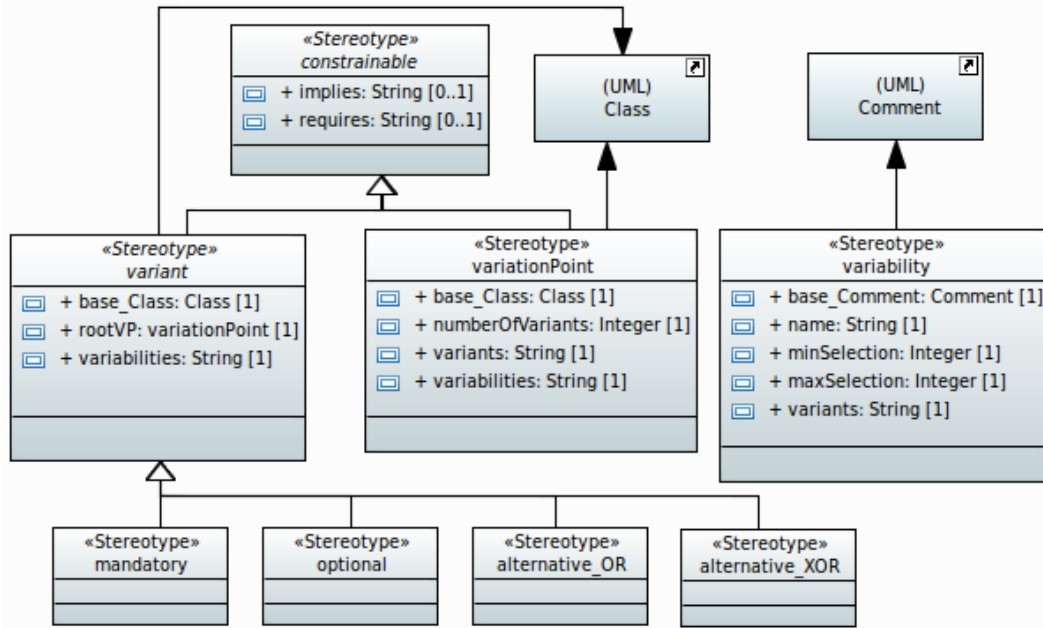 «Stereotype»
constrainable
+ implies: String [0..1]
+ requires: String [0..1]
(UML)
Class
(UML)
Comment
«Stereotype»
variant
+ base_Class: Class [1]
+ rootVP: variationPoint [1]
+ variabilities: String [1]
«Stereotype»
variationPoint
+ base_Class: Class [1]
+ numberOfVariants: Integer [1]
+ variants: String [1]
+ variabilities: String [1]
«Stereotype»
variability
+ base_Comment: Comment [1]
+ name: String [1]
+ minSelection: Integer [1]
+ maxSelection: Integer [1]
+ variants: String [1]
«Stereotype»
mandatory
«Stereotype»
optional
«Stereotype»
alternative_OR
«Stereotype»
alternative_XOR